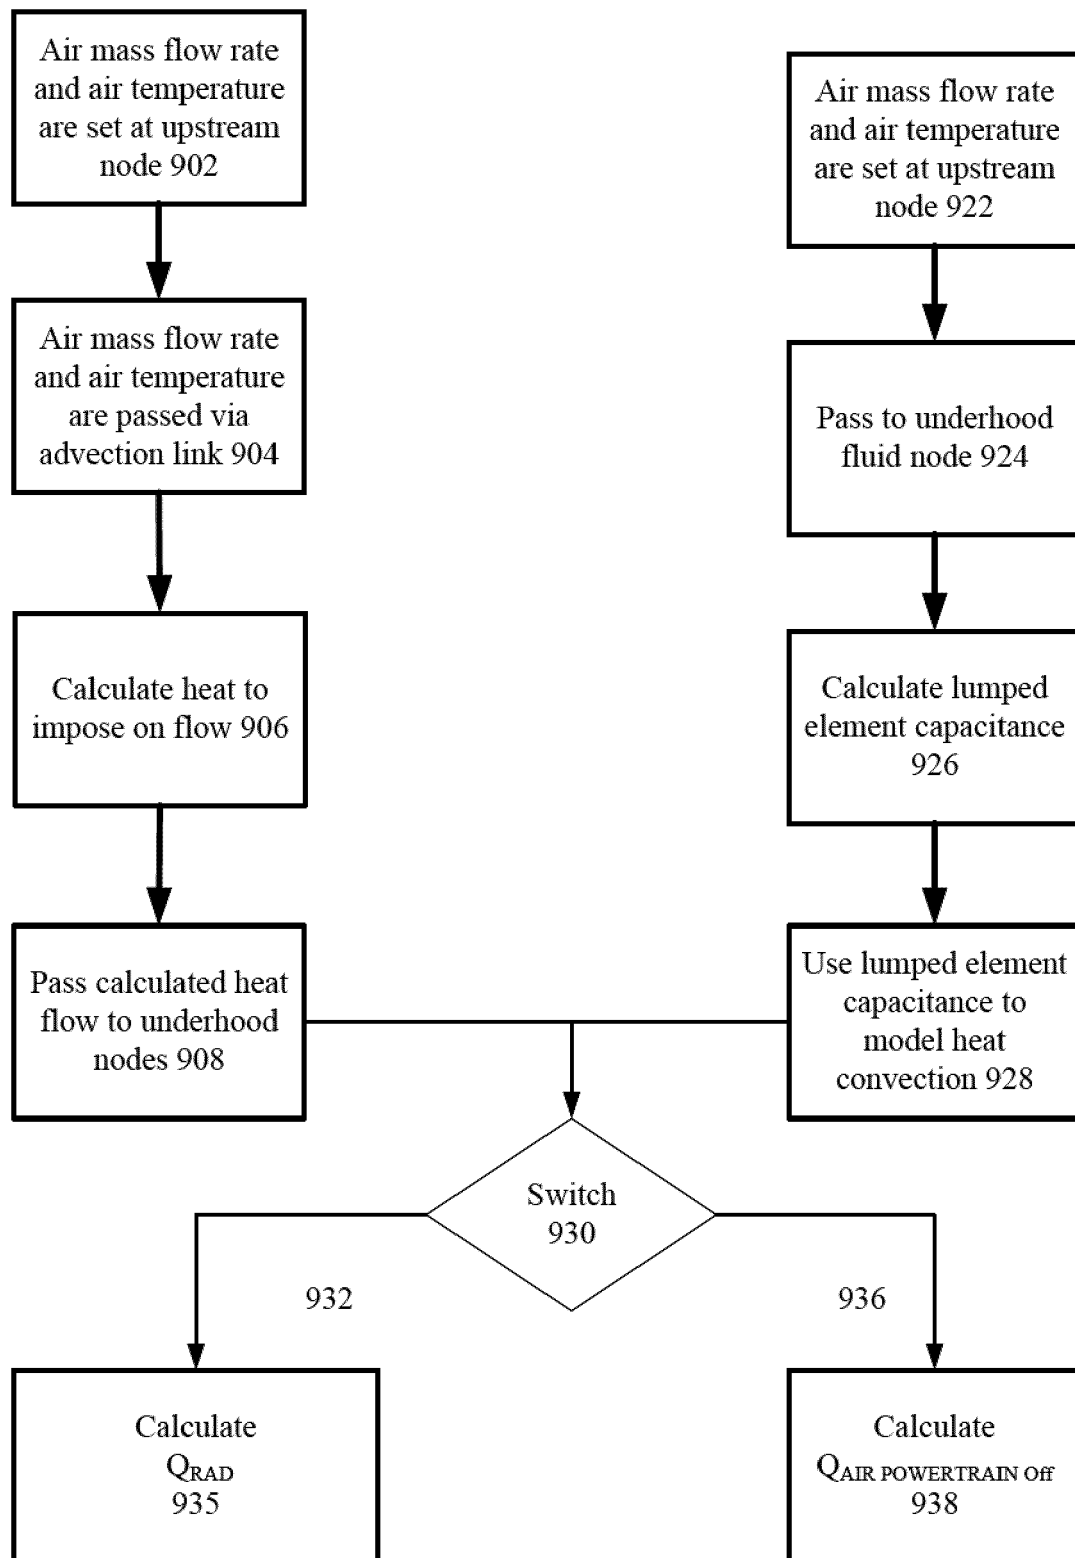 Air mass flow rate
and air temperature
are set at upstream
node 902
Air mass flow rate
and air temperature
are passed via
advection link 904
Calculate heat to
impose on flow 906
Pass calculated heat
flow to underhood
nodes 908
Air mass flow rate
and air temperature
are set at upstream
node 922
Pass to underhood
fluid node 924
Calculate lumped
element capacitance
926
Use lumped element
capacitance to
model heat
convection 928
Switch
930
932
936
Calculate
QRAD
935
Calculate
QAIR POWERTRAIN Off
938